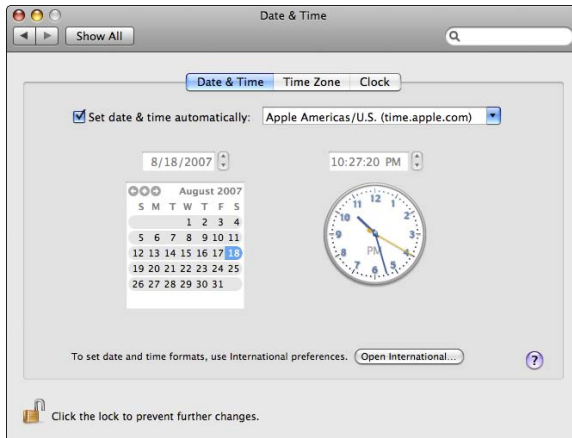 Date & Time
Show All
Date & Time Time Zone Clock
Set date & time automatically: Apple Americas/U.S. (time.apple.com)
8/18/2007 10:27:20 PM
August 2007
S M T W T F S
1 2 3 4
5 6 7 8 9 10 11
12 13 14 15 16 17 18
19 20 21 22 23 24 25
26 27 28 29 30 31
12
1
2
3
4
5
6
7
8
9
10
11
PM
To set date and time formats, use International preferences. Open International...
?
Click the lock to prevent further changes.